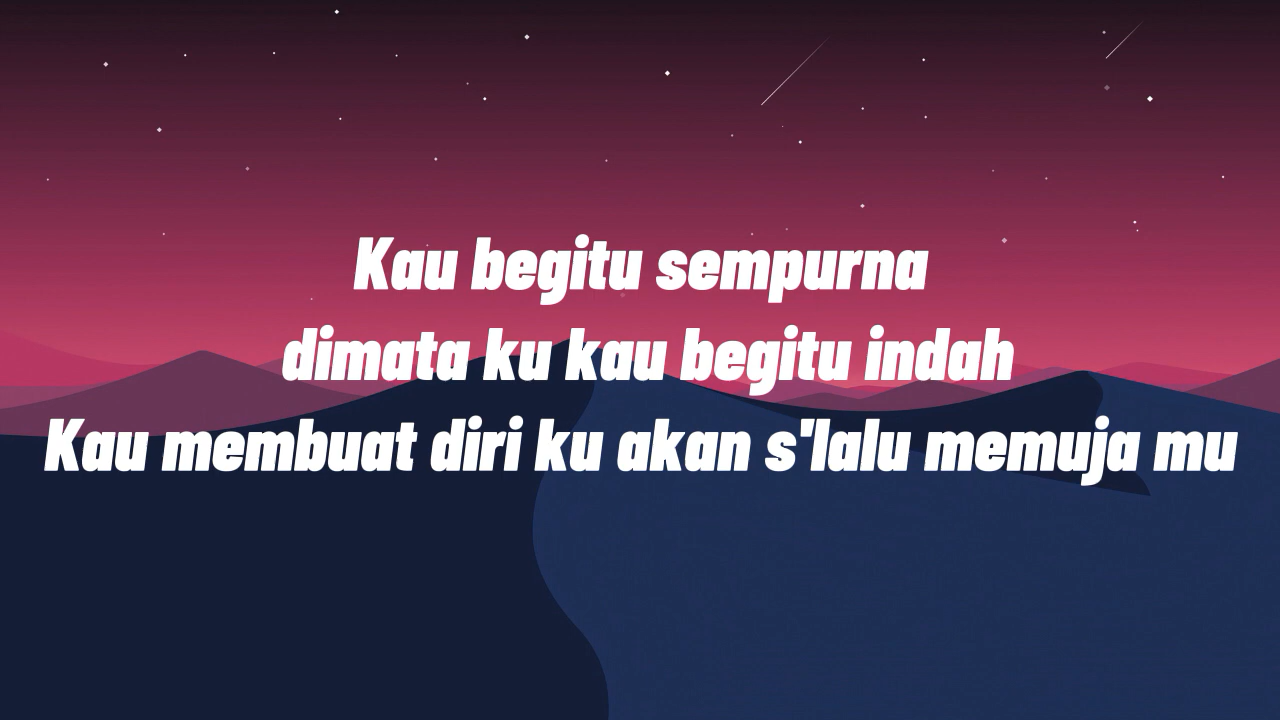 Kau begitu sempurna
dimata ku kau begitu indah
Kau membuat diri ku akan s'lalu memuja mu